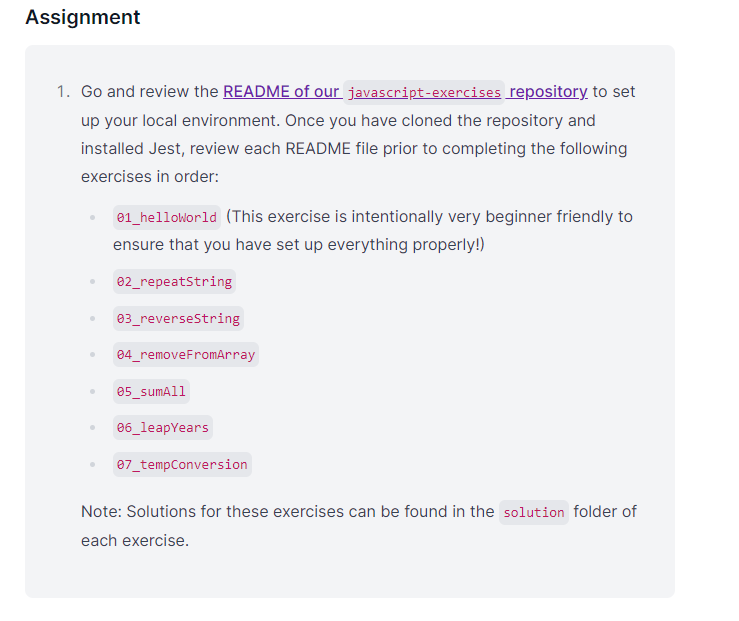 Assignment
1. Go and review the README of our javascript-exercises repository to set
up your local environment. Once you have cloned the repository and
installed Jest, review each README file prior to completing the following
exercises in order:
01_helloWorld (This exercise is intentionally very beginner friendly to
ensure that you have set up everything properly!)
02_repeatString
03_reverseString
04_removeFromArray
05_sumAll
06_leapYears
07_tempConversion
Note: Solutions for these exercises can be found in the solution folder of
each exercise.